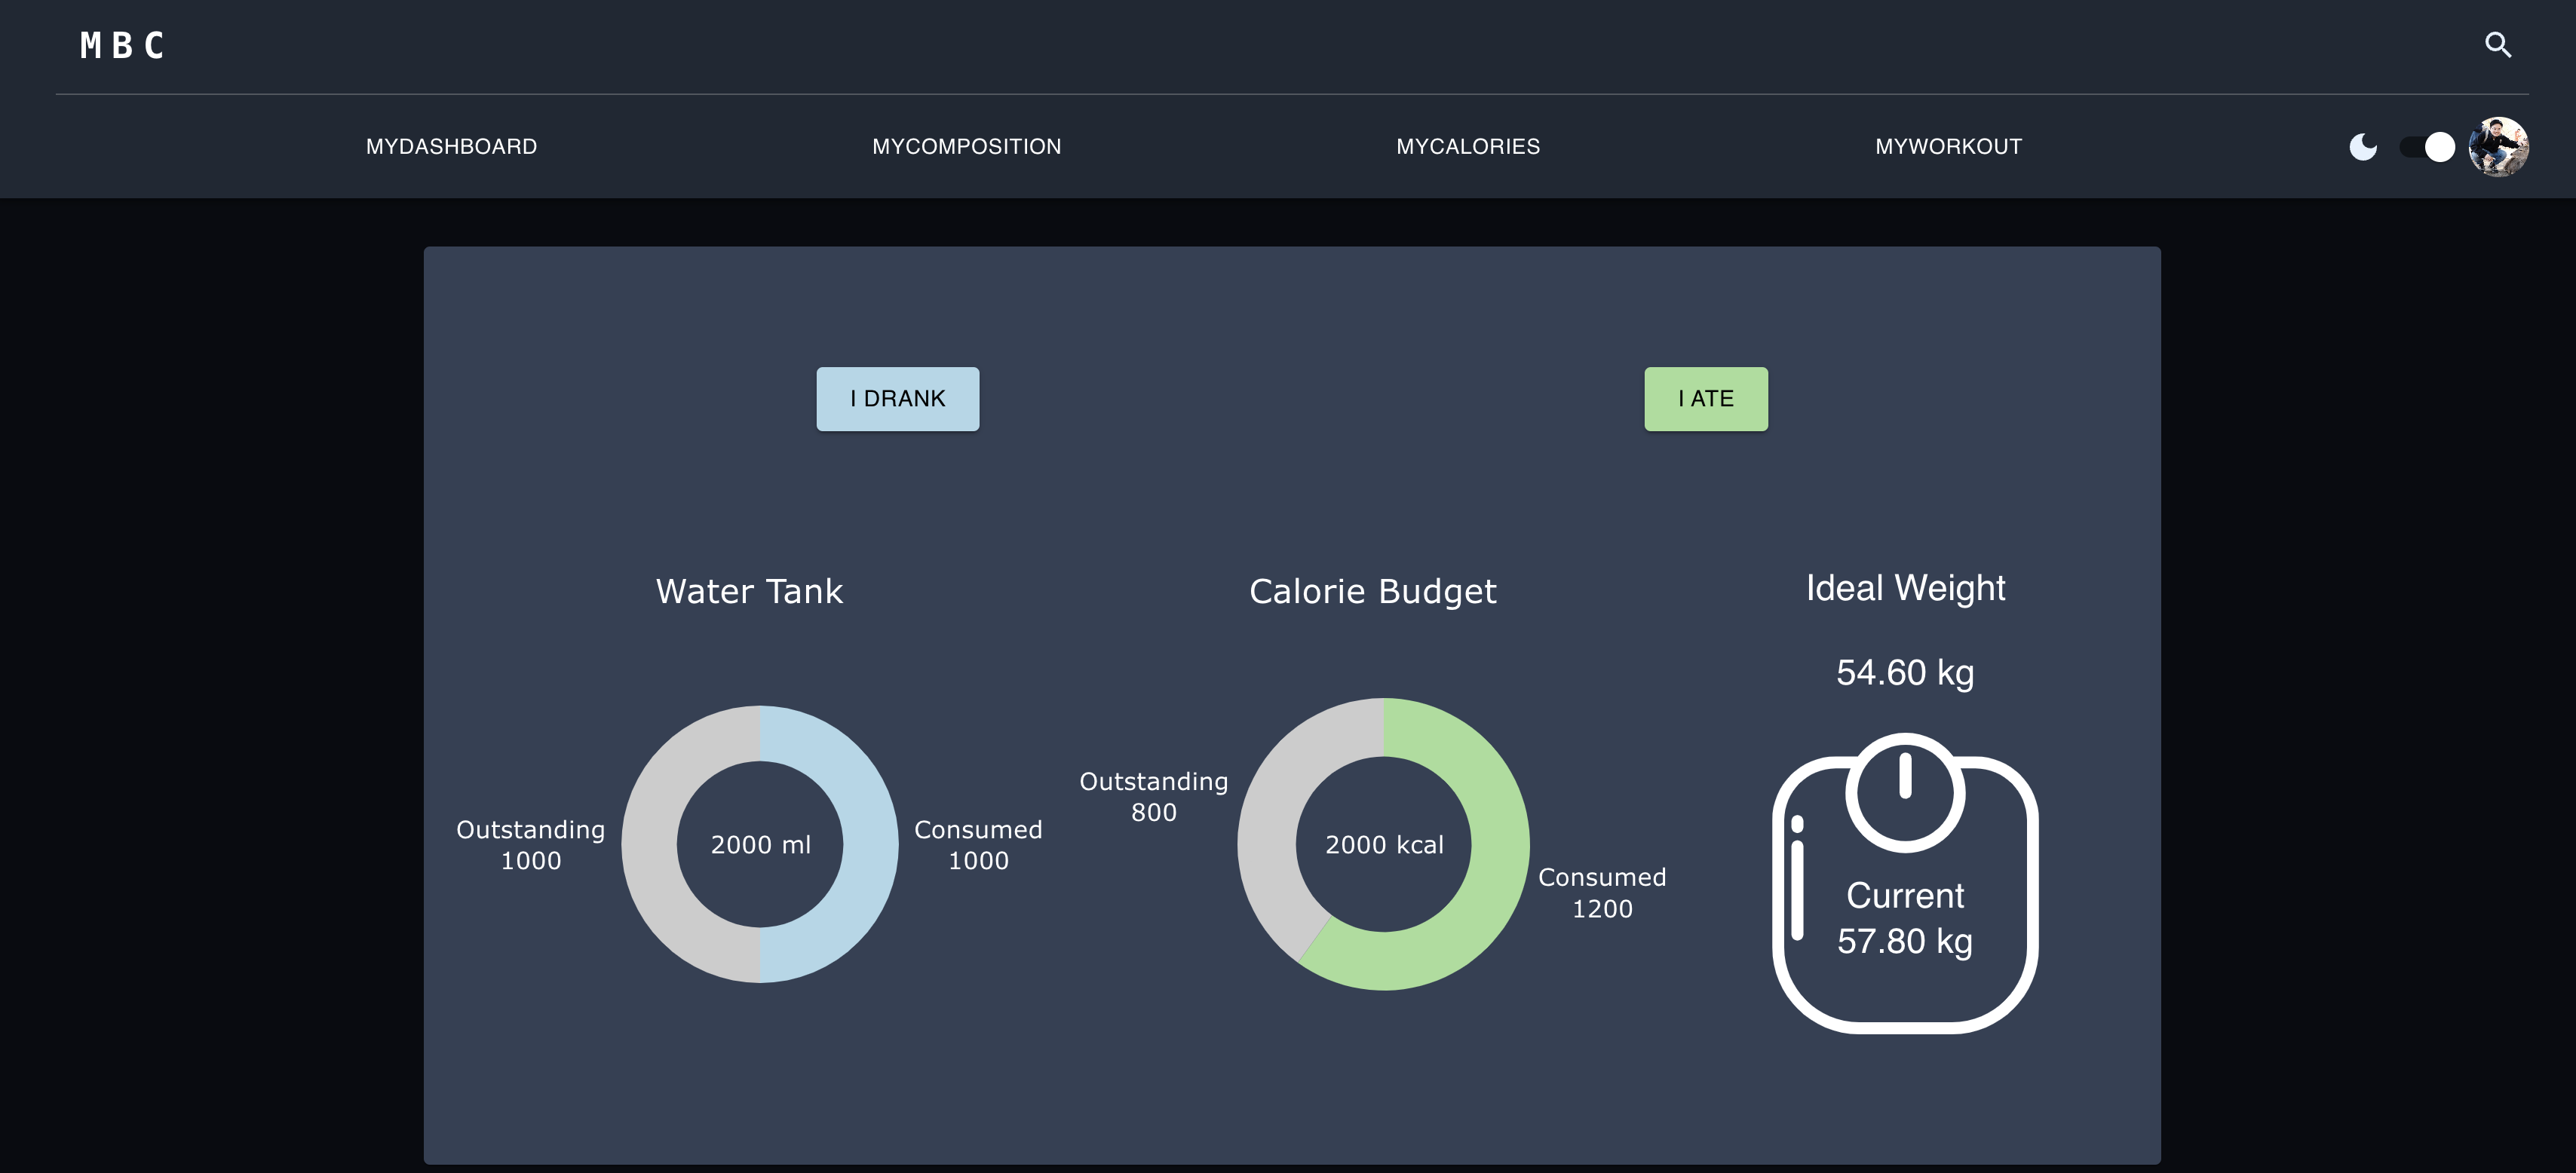 MBC
MYDASHBOARD
MYCOMPOSITION
MYCALORIES
MYWORKOUT
I DRANK
I ATE
Water Tank
Outstanding
1000
2000 ml
Consumed
1000
Calorie Budget
Outstanding
800
2000 kcal
Consumed
1200
Ideal Weight
54.60 kg
Current
57.80 kg